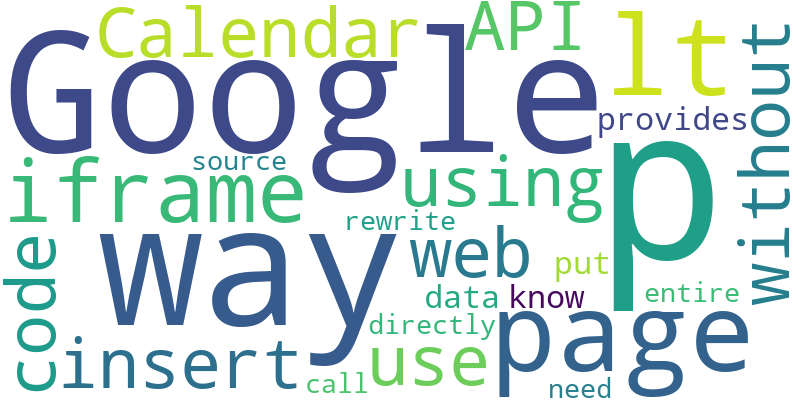 Calendar
API
lt
Google
without
provides
source
p
iframe
using
rewrite
way
web
code
put
data
know
entire
directly
page
insert
use
call
need